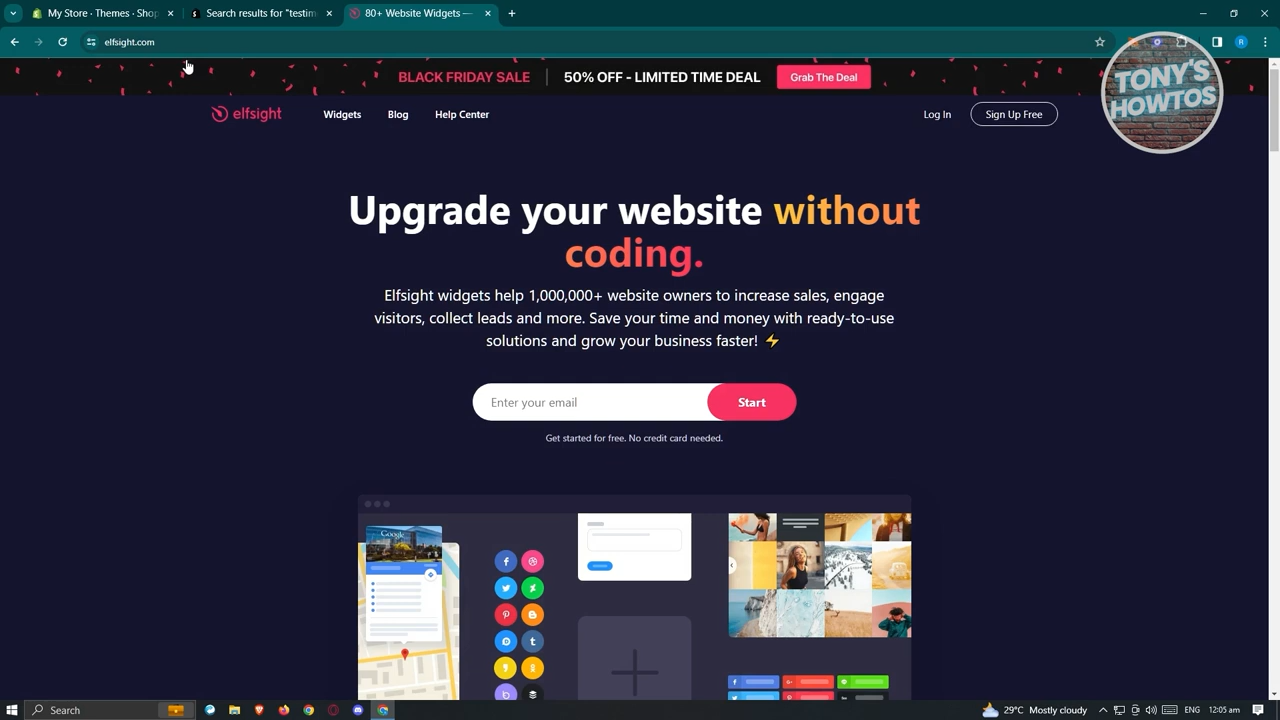 My Store · Themes · Shop
Search results for "testim
80+ Website Widgets —
elfsight.com
BLACK FRIDAY SALE
50% OFF - LIMITED TIME DEAL
Grab The Deal
TONY'S
HOWTOS
elfsight
Widgets
Blog
Help Center
Log In
Sign Up Free
Upgrade your website without
coding.
Elfsight widgets help 1,000,000+ website owners to increase sales, engage
visitors, collect leads and more. Save your time and money with ready-to-use
solutions and grow your business faster! ⚡
Enter your email
Start
Get started for free. No credit card needed.
Google
Search
29°C Mostly cloudy
ENG
12:05 am